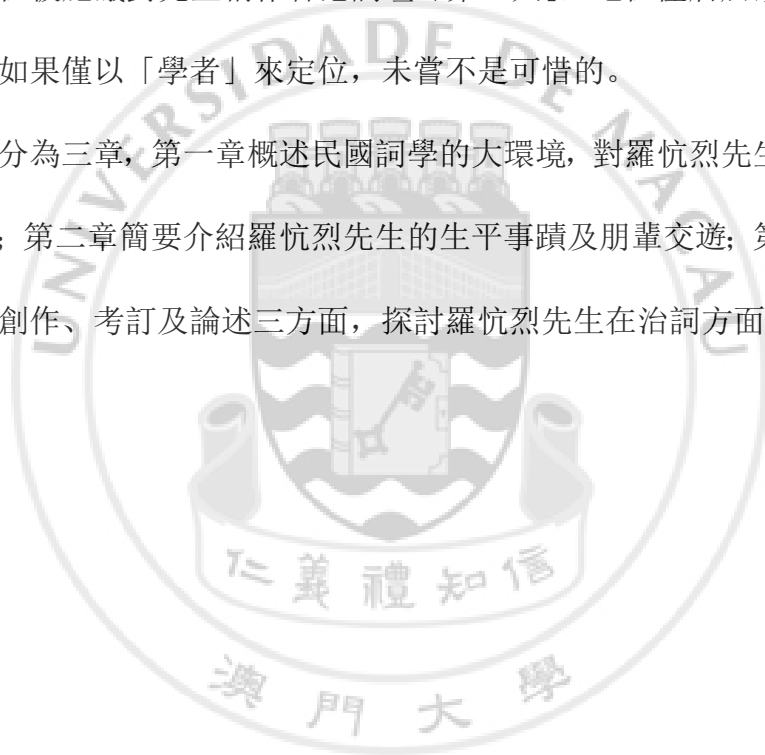 如果僅以「學者」來定位，未嘗不是可惜的。
分為三章，第一章概述民國詞學的大環境，對羅忼烈先生
；第二章簡要介紹羅忼烈先生的生平事蹟及朋輩交遊；第
創作、考訂及論述三方面，探討羅忼烈先生在治詞方面
UNIVERSIDADE DE MACAU
仁義禮知信
澳門大學